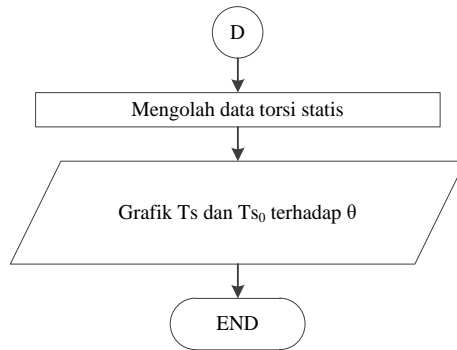 D
Mengolah data torsi statis
Grafik Ts dan Ts₀ terhadap θ
END